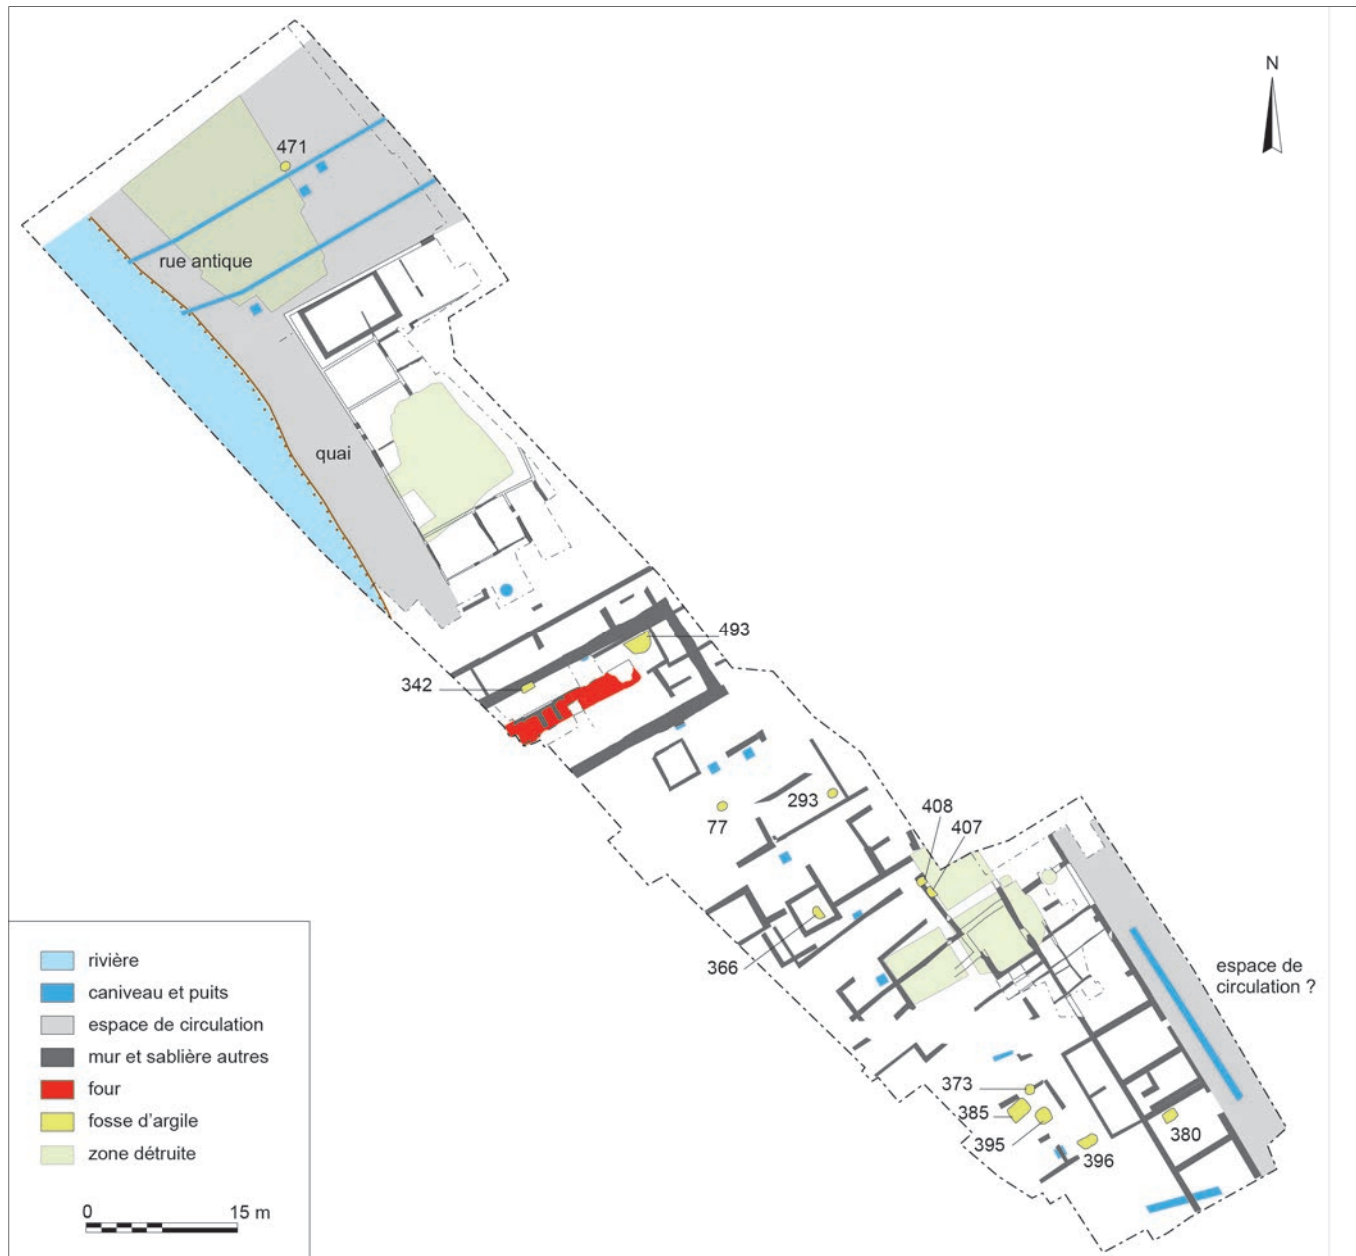 N
471
rue antique
quai
493
342
293
77
408
407
366
espace de
circulation ?
373
385
395
396
380
rivière
caniveau et puits
espace de circulation
mur et sablière autres
four
fosse d'argile
zone détruite
0 15 m